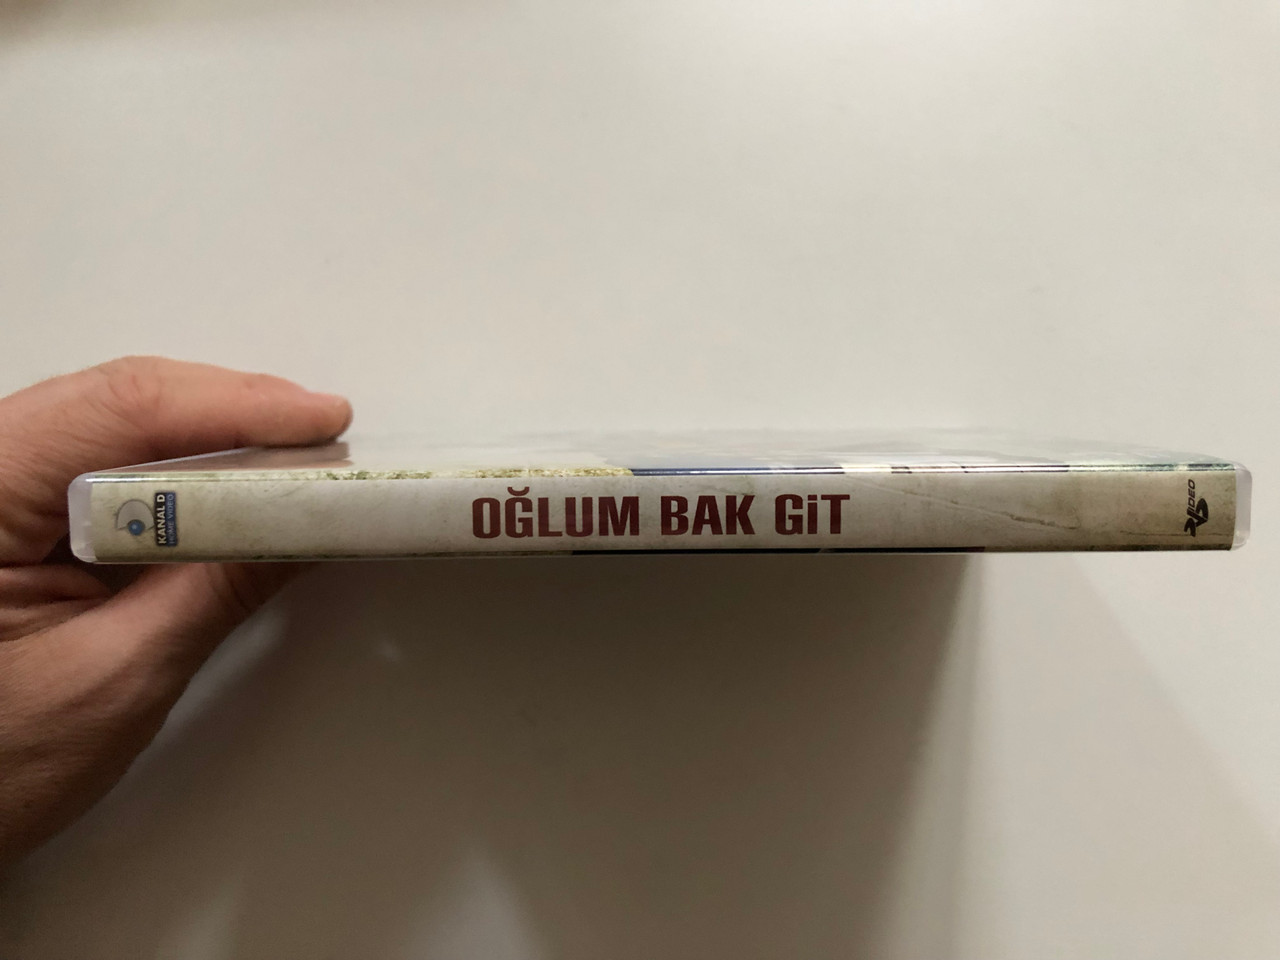 KANAL D
HOME VIDEO
OĞLUM BAK GiT
VIDEO